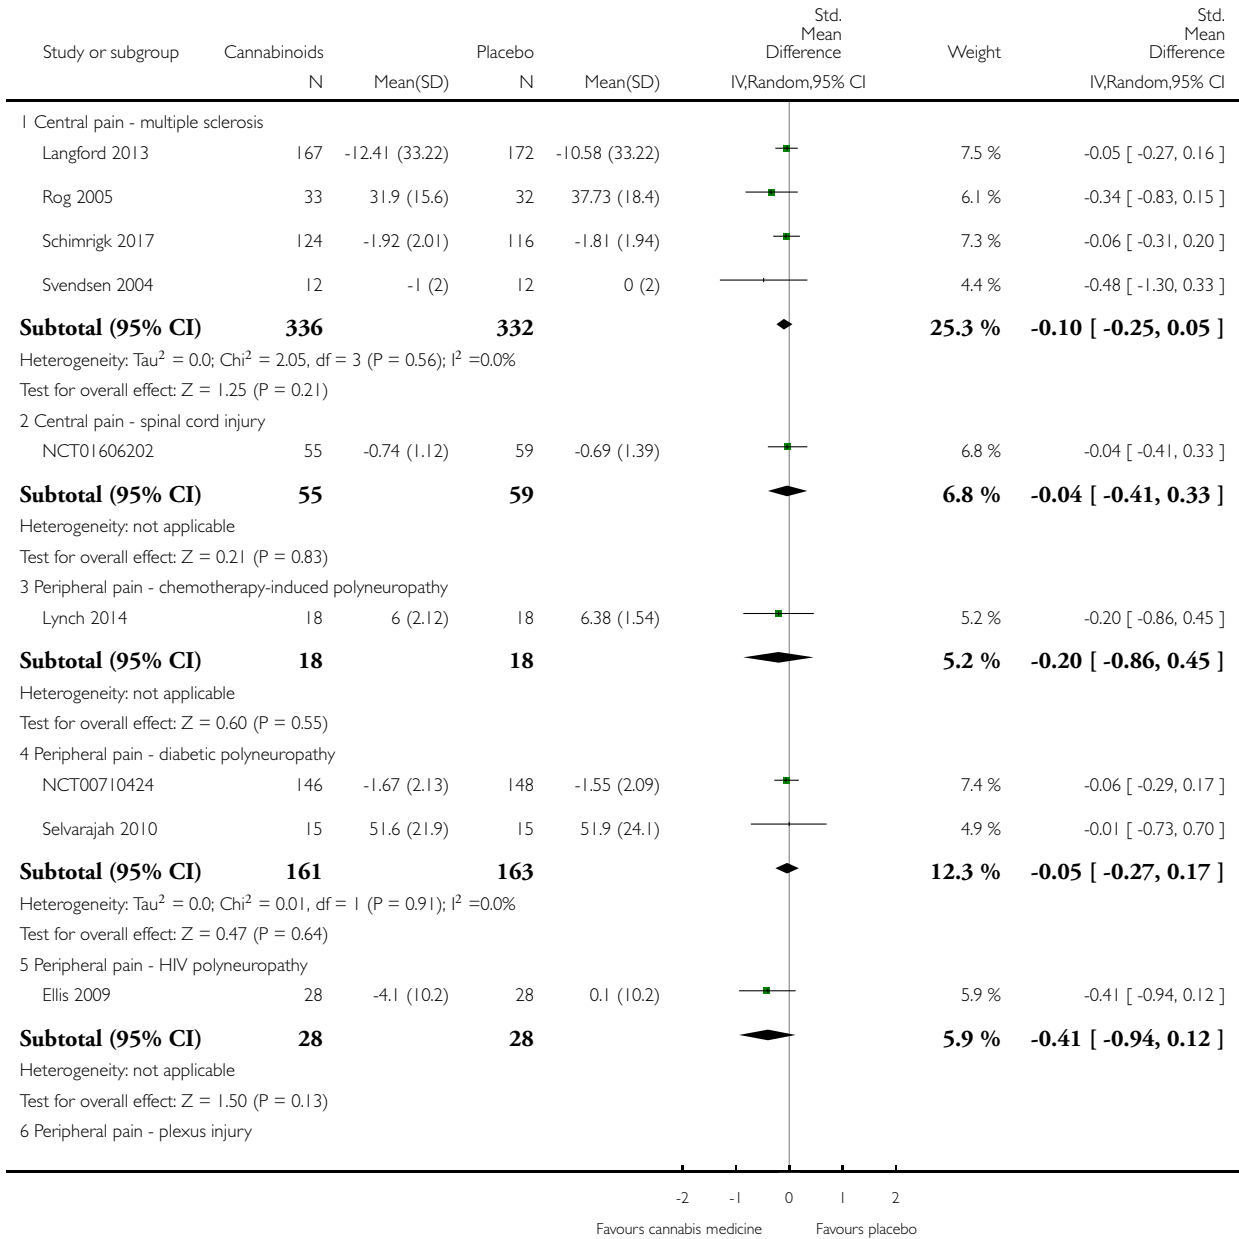 Std.
Mean
Difference
Std.
Mean
Difference
Study or subgroup Cannabinoids Placebo Weight
N Mean(SD) N Mean(SD) IV,Random,95% CI IV,Random,95% CI
1 Central pain - multiple sclerosis
Langford 2013 167 -12.41 (33.22) 172 -10.58 (33.22) 7.5 % -0.05 [ -0.27, 0.16 ]
Rog 2005 33 31.9 (15.6) 32 37.73 (18.4) 6.1 % -0.34 [ -0.83, 0.15 ]
Schimrigk 2017 124 -1.92 (2.01) 116 -1.81 (1.94) 7.3 % -0.06 [ -0.31, 0.20 ]
Svendsen 2004 12 -1 (2) 12 0 (2) 4.4 % -0.48 [ -1.30, 0.33 ]
Subtotal (95% CI) 336 332 25.3 % -0.10 [ -0.25, 0.05 ]
Heterogeneity: Tau² = 0.0; Chi² = 2.05, df = 3 (P = 0.56); I² =0.0%
Test for overall effect: Z = 1.25 (P = 0.21)
2 Central pain - spinal cord injury
NCT01606202 55 -0.74 (1.12) 59 -0.69 (1.39) 6.8 % -0.04 [ -0.41, 0.33 ]
Subtotal (95% CI) 55 59 6.8 % -0.04 [ -0.41, 0.33 ]
Heterogeneity: not applicable
Test for overall effect: Z = 0.21 (P = 0.83)
3 Peripheral pain - chemotherapy-induced polyneuropathy
Lynch 2014 18 6 (2.12) 18 6.38 (1.54) 5.2 % -0.20 [ -0.86, 0.45 ]
Subtotal (95% CI) 18 18 5.2 % -0.20 [ -0.86, 0.45 ]
Heterogeneity: not applicable
Test for overall effect: Z = 0.60 (P = 0.55)
4 Peripheral pain - diabetic polyneuropathy
NCT00710424 146 -1.67 (2.13) 148 -1.55 (2.09) 7.4 % -0.06 [ -0.29, 0.17 ]
Selvarajah 2010 15 51.6 (21.9) 15 51.9 (24.1) 4.9 % -0.01 [ -0.73, 0.70 ]
Subtotal (95% CI) 161 163 12.3 % -0.05 [ -0.27, 0.17 ]
Heterogeneity: Tau² = 0.0; Chi² = 0.01, df = 1 (P = 0.91); I² =0.0%
Test for overall effect: Z = 0.47 (P = 0.64)
5 Peripheral pain - HIV polyneuropathy
Ellis 2009 28 -4.1 (10.2) 28 0.1 (10.2) 5.9 % -0.41 [ -0.94, 0.12 ]
Subtotal (95% CI) 28 28 5.9 % -0.41 [ -0.94, 0.12 ]
Heterogeneity: not applicable
Test for overall effect: Z = 1.50 (P = 0.13)
6 Peripheral pain - plexus injury
-2 -1 0 1 2
Favours cannabis medicine Favours placebo